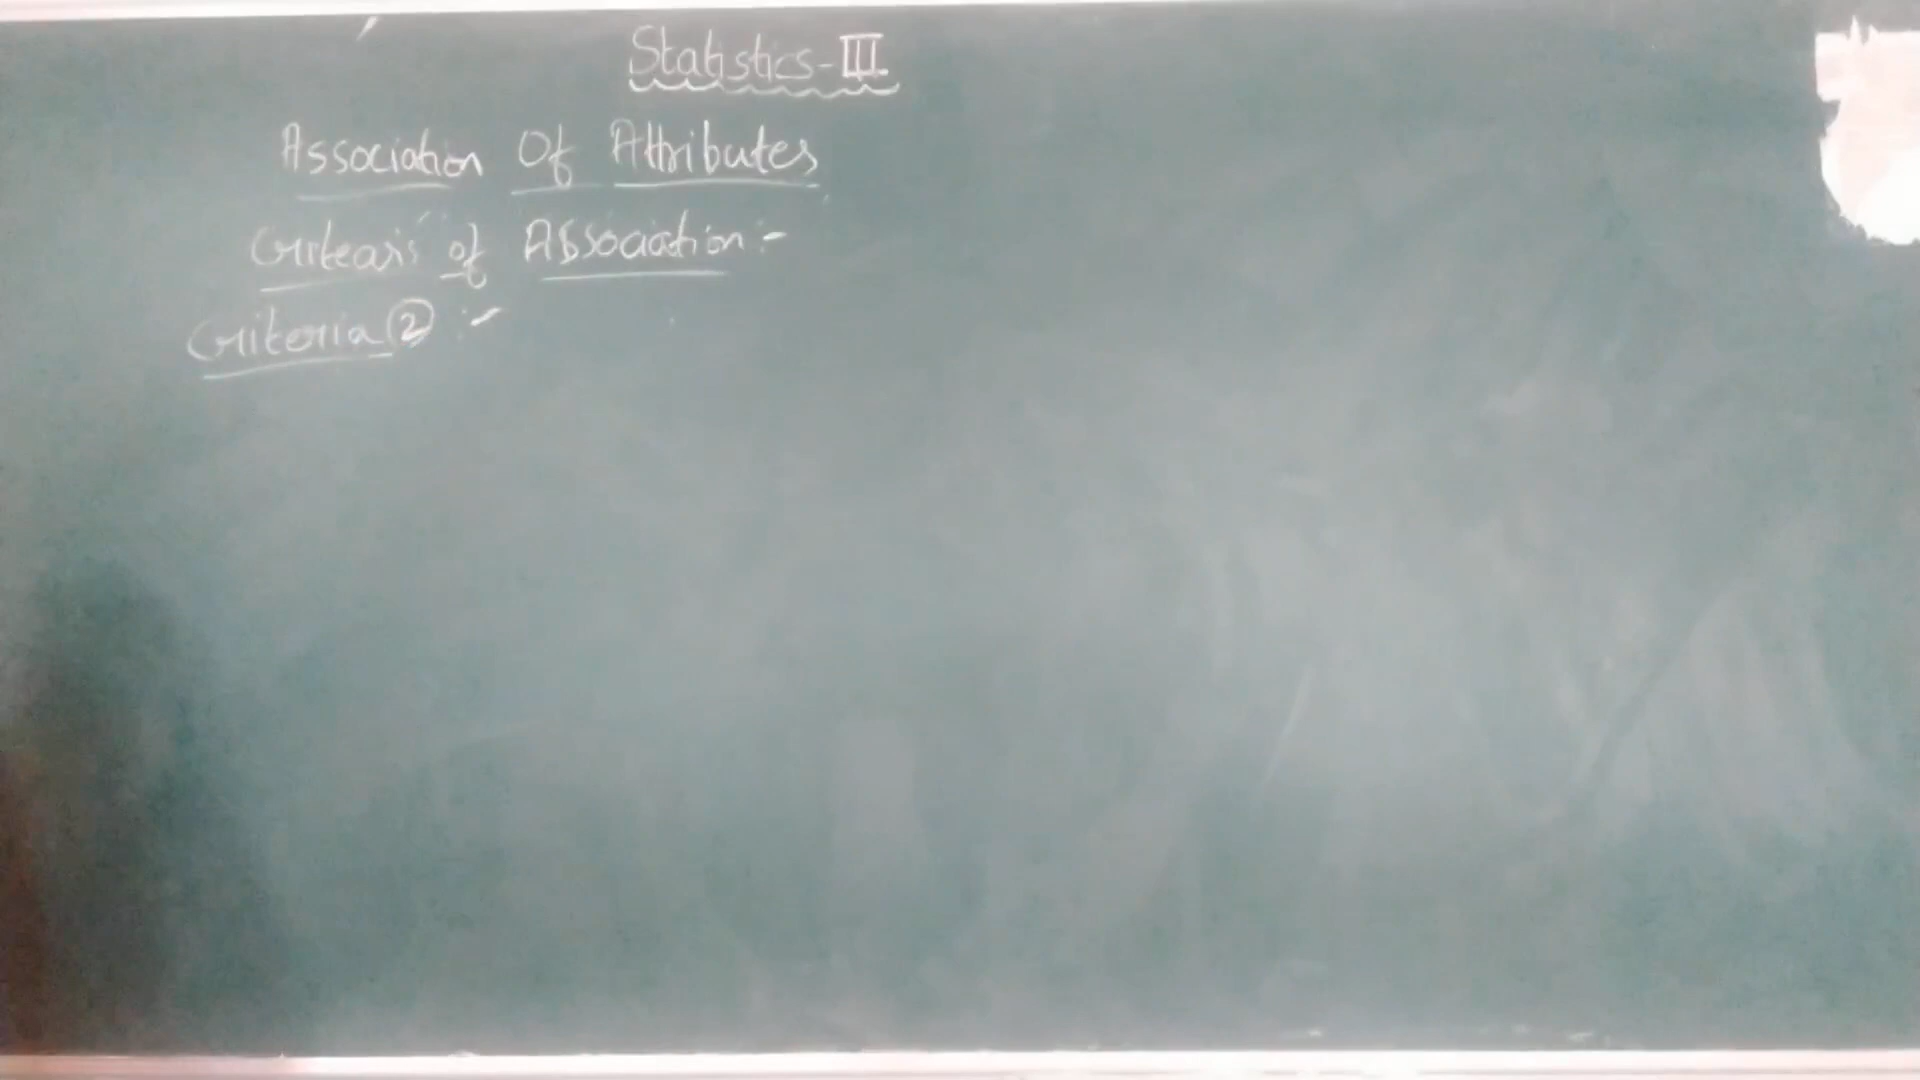 Statistics-III
Association Of Attributes
Critearis of Association :-
Criteria (2) :-